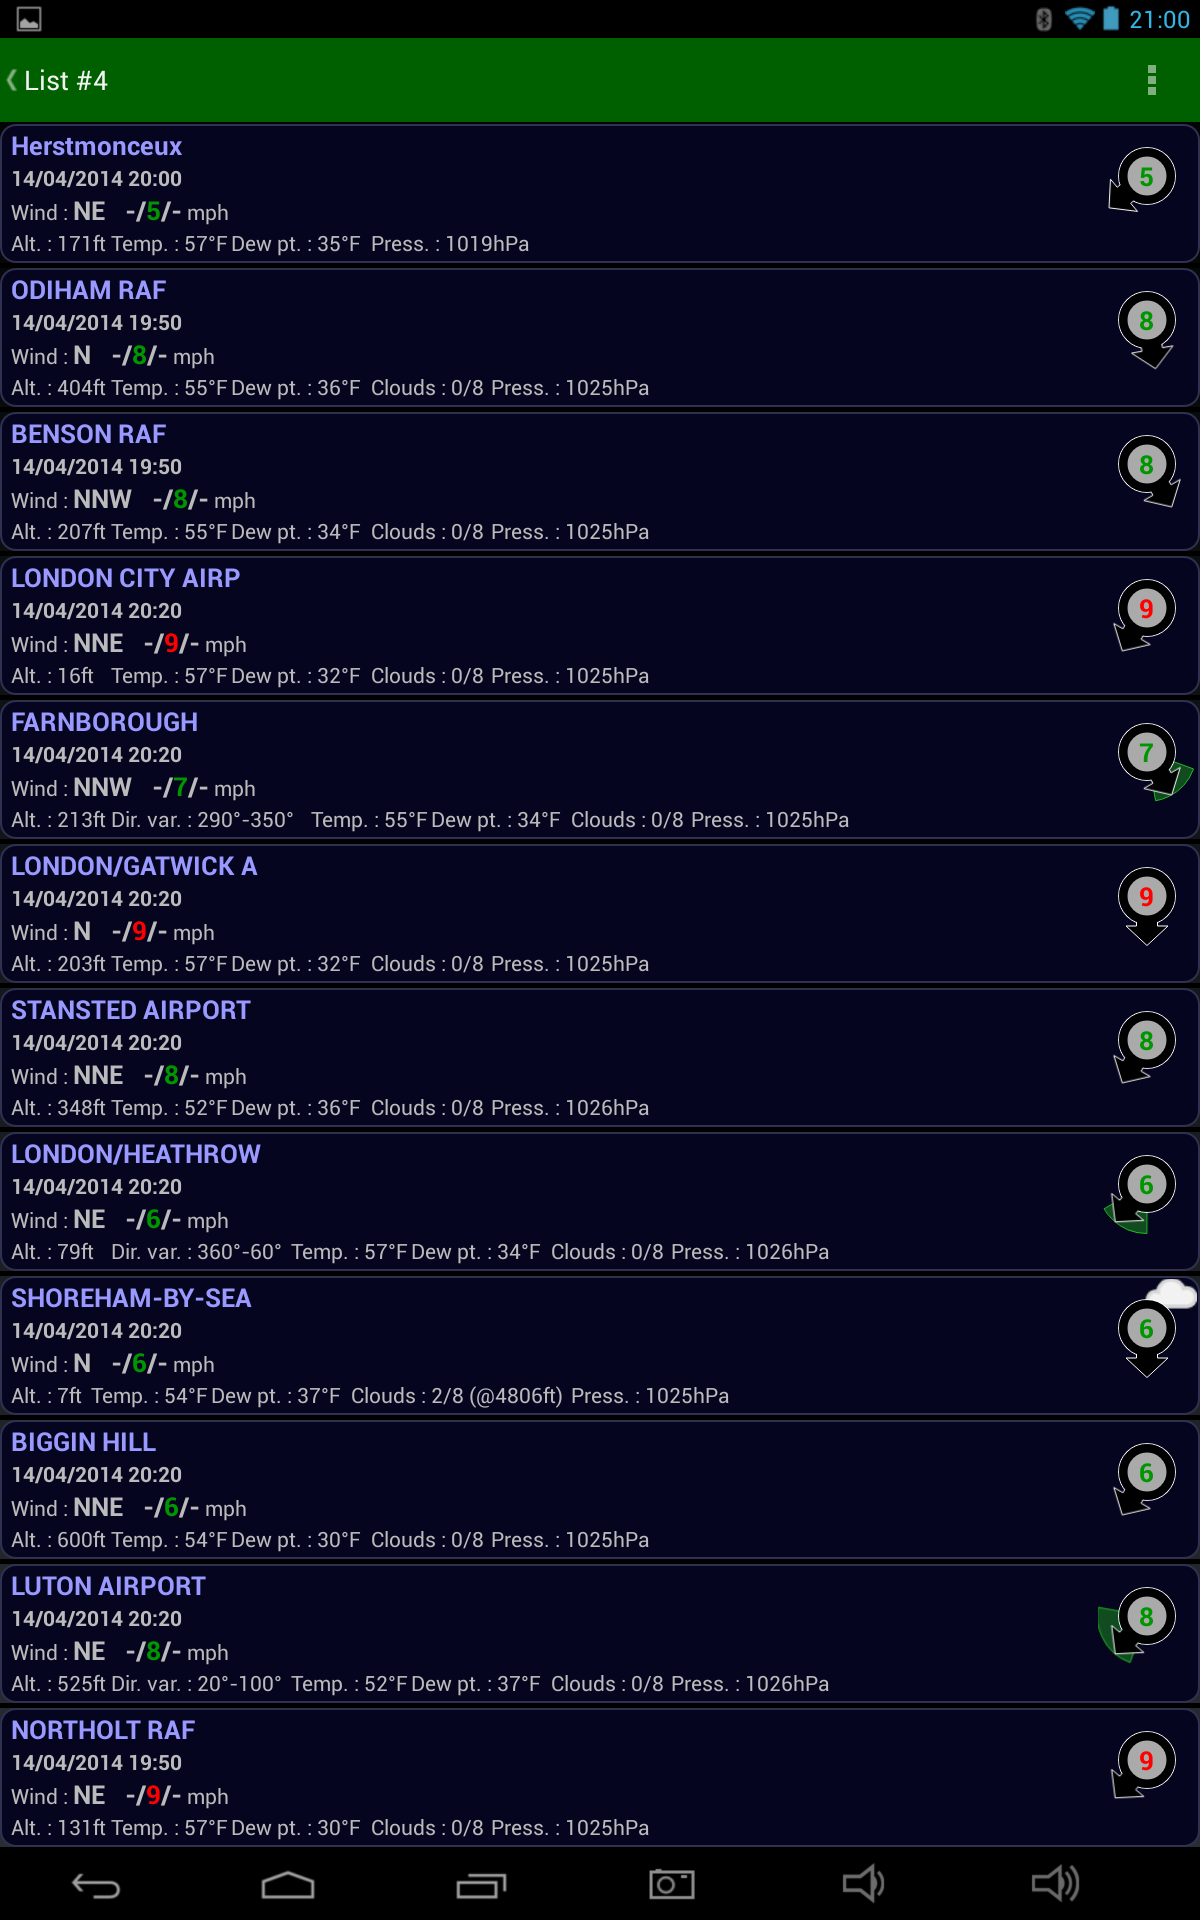 21:00
List #4
Herstmonceux
14/04/2014 20:00
5
Wind : NE -/5/- mph
Alt. : 171ft Temp. : 57°F Dew pt. : 35°F Press. : 1019hPa
ODIHAM RAF
14/04/2014 19:50
8
Wind : N -/8/- mph
Alt. : 404ft Temp. : 55°F Dew pt. : 36°F Clouds : 0/8 Press. : 1025hPa
BENSON RAF
14/04/2014 19:50
8
Wind : NNW -/8/- mph
Alt. : 207ft Temp. : 55°F Dew pt. : 34°F Clouds : 0/8 Press. : 1025hPa
LONDON CITY AIRP
14/04/2014 20:20
9
Wind : NNE -/9/- mph
Alt. : 16ft Temp. : 57°F Dew pt. : 32°F Clouds : 0/8 Press. : 1025hPa
FARNBOROUGH
14/04/2014 20:20
7
Wind : NNW -/7/- mph
Alt. : 213ft Dir. var. : 290°-350° Temp. : 55°F Dew pt. : 34°F Clouds : 0/8 Press. : 1025hPa
LONDON/GATWICK A
14/04/2014 20:20
9
Wind : N -/9/- mph
Alt. : 203ft Temp. : 57°F Dew pt. : 32°F Clouds : 0/8 Press. : 1025hPa
STANSTED AIRPORT
14/04/2014 20:20
8
Wind : NNE -/8/- mph
Alt. : 348ft Temp. : 52°F Dew pt. : 36°F Clouds : 0/8 Press. : 1026hPa
LONDON/HEATHROW
14/04/2014 20:20
6
Wind : NE -/6/- mph
Alt. : 79ft Dir. var. : 360°-60° Temp. : 57°F Dew pt. : 34°F Clouds : 0/8 Press. : 1026hPa
SHOREHAM-BY-SEA
14/04/2014 20:20
6
Wind : N -/6/- mph
Alt. : 7ft Temp. : 54°F Dew pt. : 37°F Clouds : 2/8 (@4806ft) Press. : 1025hPa
BIGGIN HILL
14/04/2014 20:20
6
Wind : NNE -/6/- mph
Alt. : 600ft Temp. : 54°F Dew pt. : 30°F Clouds : 0/8 Press. : 1025hPa
LUTON AIRPORT
14/04/2014 20:20
8
Wind : NE -/8/- mph
Alt. : 525ft Dir. var. : 20°-100° Temp. : 52°F Dew pt. : 37°F Clouds : 0/8 Press. : 1026hPa
NORTHOLT RAF
14/04/2014 19:50
9
Wind : NE -/9/- mph
Alt. : 131ft Temp. : 57°F Dew pt. : 30°F Clouds : 0/8 Press. : 1025hPa